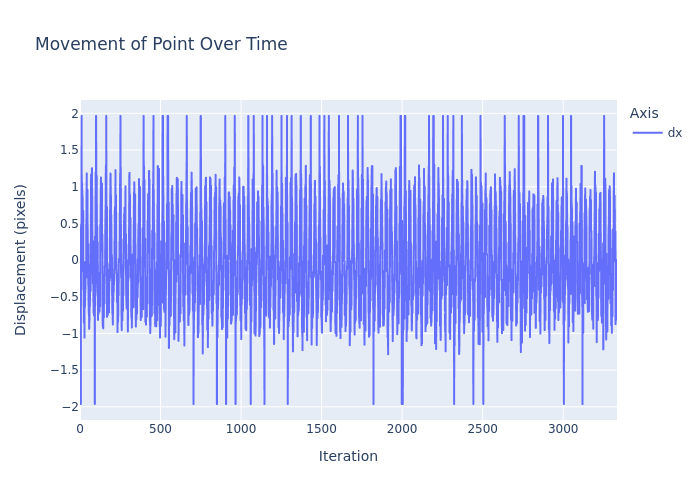 Movement of Point Over Time
Axis
dx
Displacement (pixels)
2
1.5
1
0.5
0
−0.5
−1
−1.5
−2
0 500 1000 1500 2000 2500 3000
Iteration